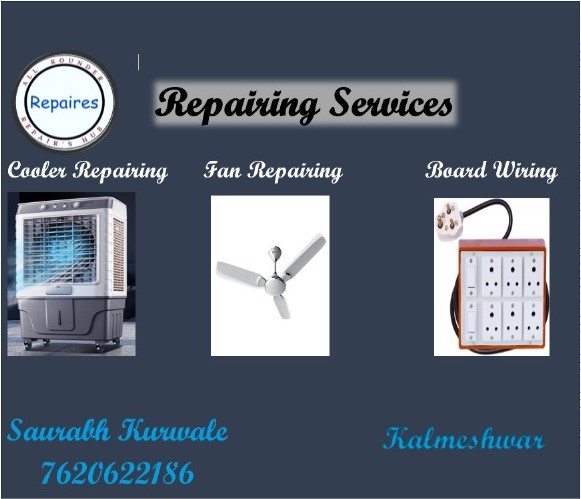 ALL ROUNDER
Repaires
REPAIR'S HUB
Repairing Services
Cooler Repairing
Fan Repairing
Board Wiring
Saurabh Kurwale
7620622186
Kalmeshwar